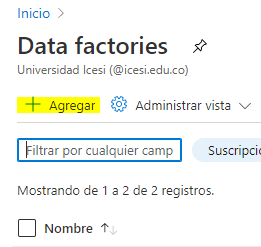 Inicio >
Data factories
Universidad Icesi (@icesi.edu.co)
+ Agregar Administrar vista
Filtrar por cualquier camp Suscripcio
Mostrando de 1 a 2 de 2 registros.
Nombre ↑↓